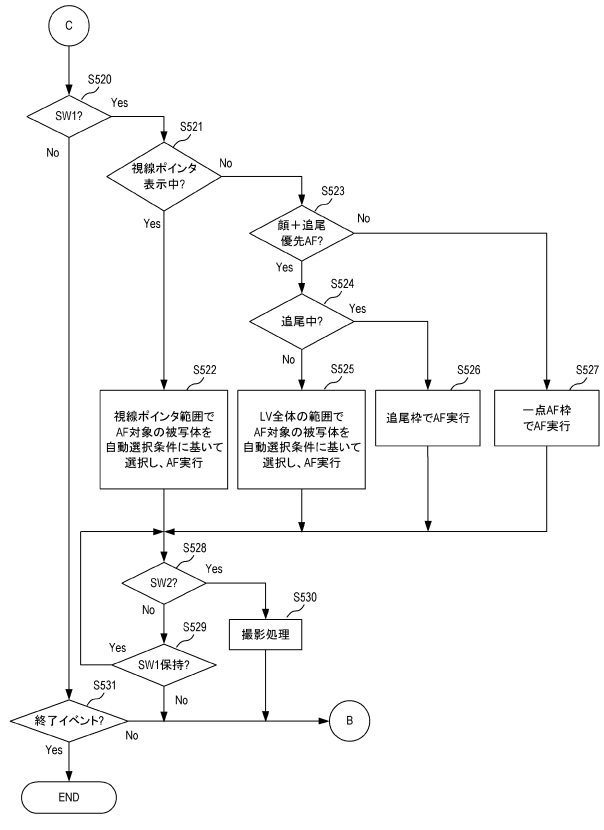 C
S520
SW1?
Yes
No
S521
視線ポインタ
表示中?
No
Yes
S523
顔+追尾
優先AF?
No
Yes
S524
追尾中?
Yes
No
S522
視線ポインタ範囲で
AF対象の被写体を
自動選択条件に基いて
選択し、AF実行
S525
LV全体の範囲で
AF対象の被写体を
自動選択条件に基いて
選択し、AF実行
S526
追尾枠でAF実行
S527
一点AF枠
でAF実行
S528
SW2?
Yes
No
S530
撮影処理
S529
SW1保持?
Yes
No
S531
終了イベント?
No
Yes
B
END